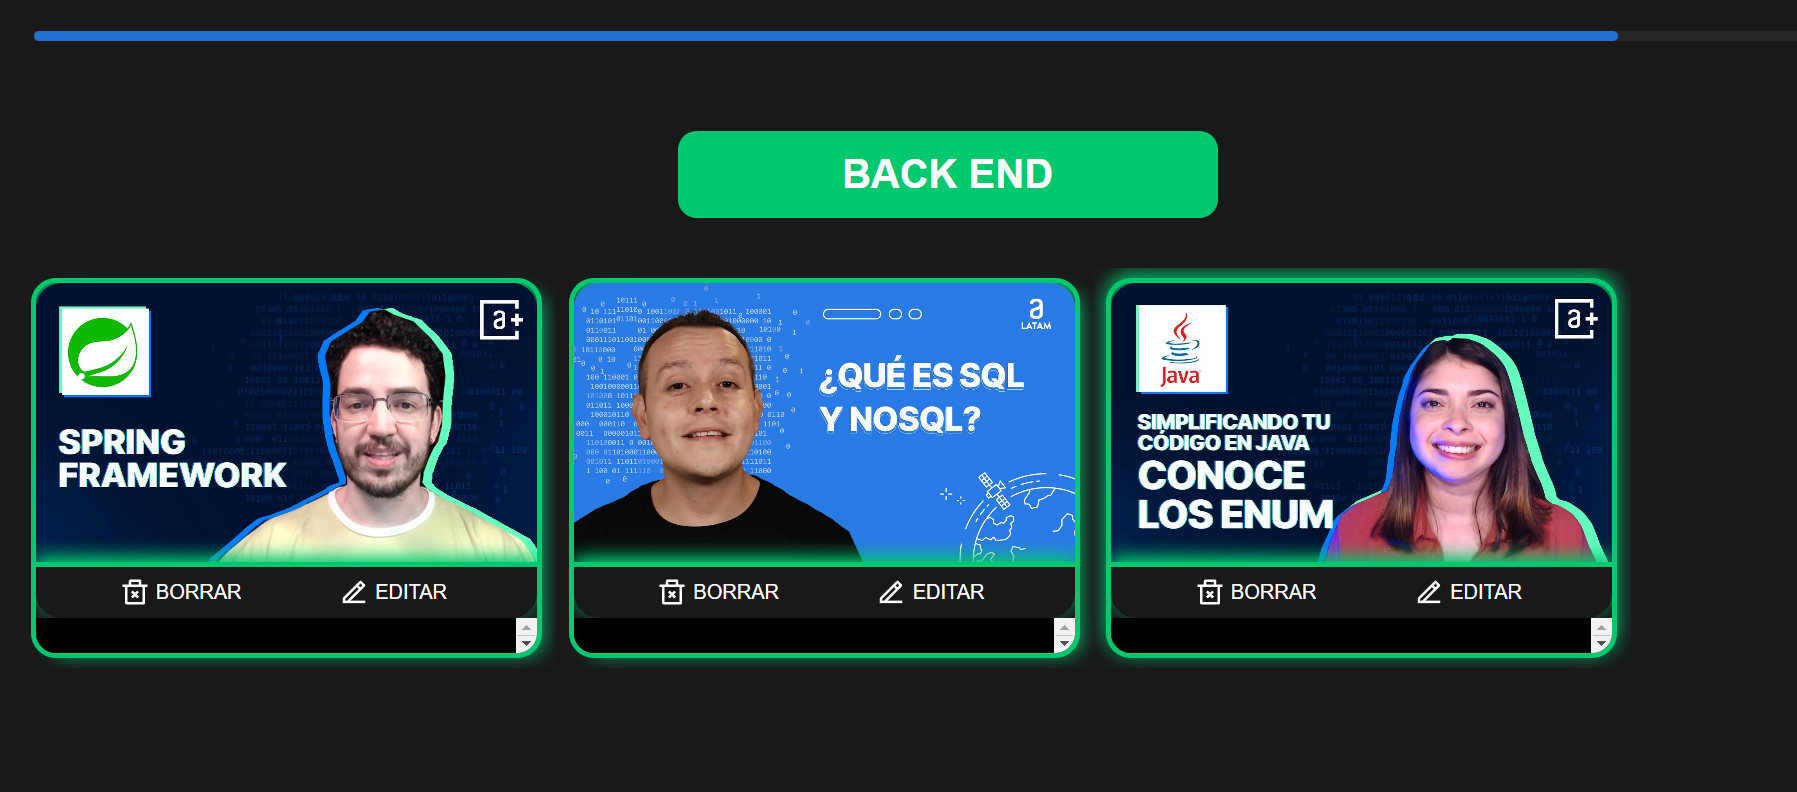 BACK END
SPRING
FRAMEWORK
a+
a
LATAM
¿QUÉ ES SQL
Y NOSQL?
Java
a+
SIMPLIFICANDO TU
CÓDIGO EN JAVA
CONOCE
LOS ENUM
BORRAR EDITAR
BORRAR EDITAR
BORRAR EDITAR